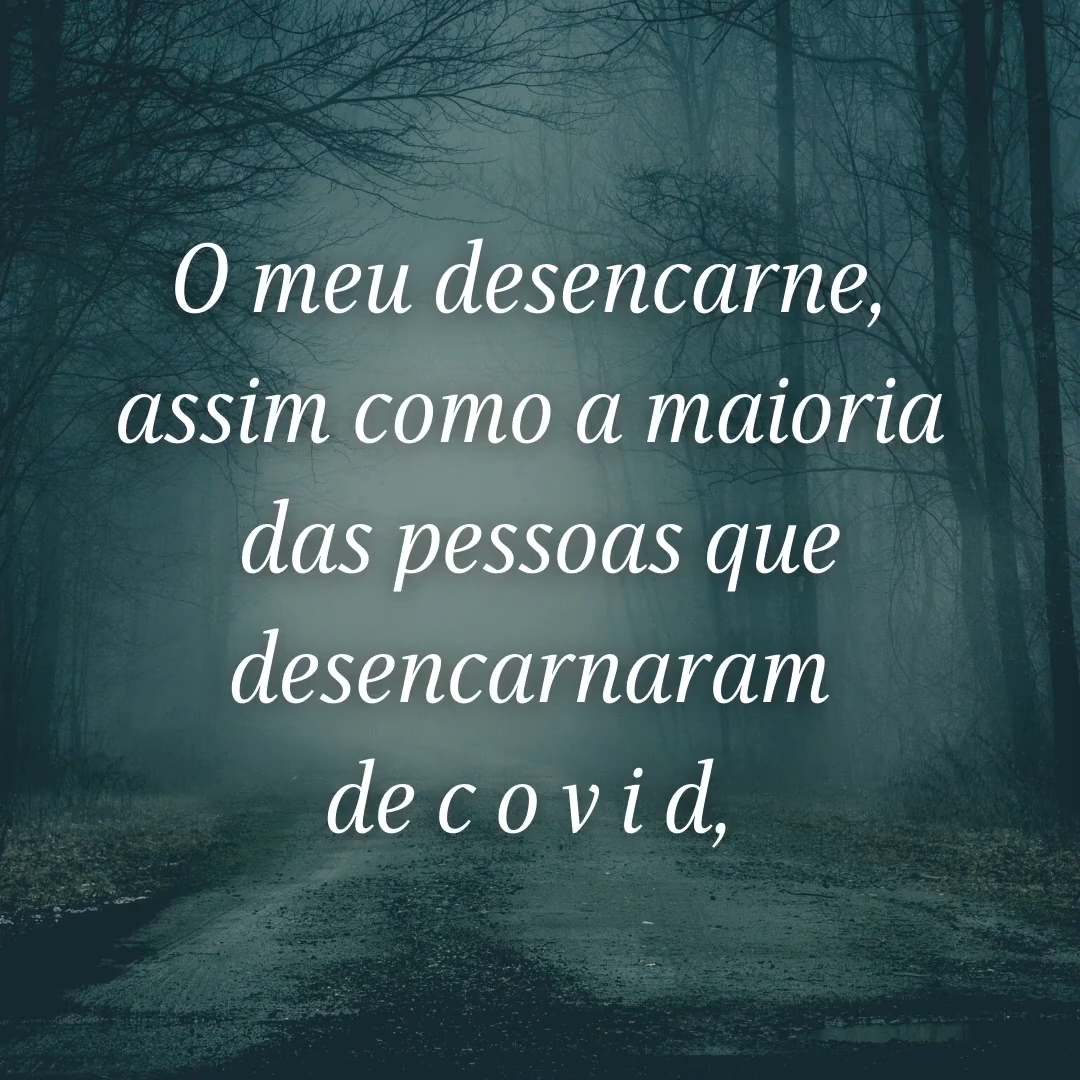 O meu desencarne,
assim como a maioria
das pessoas que
desencarnaram
de c o v i d,